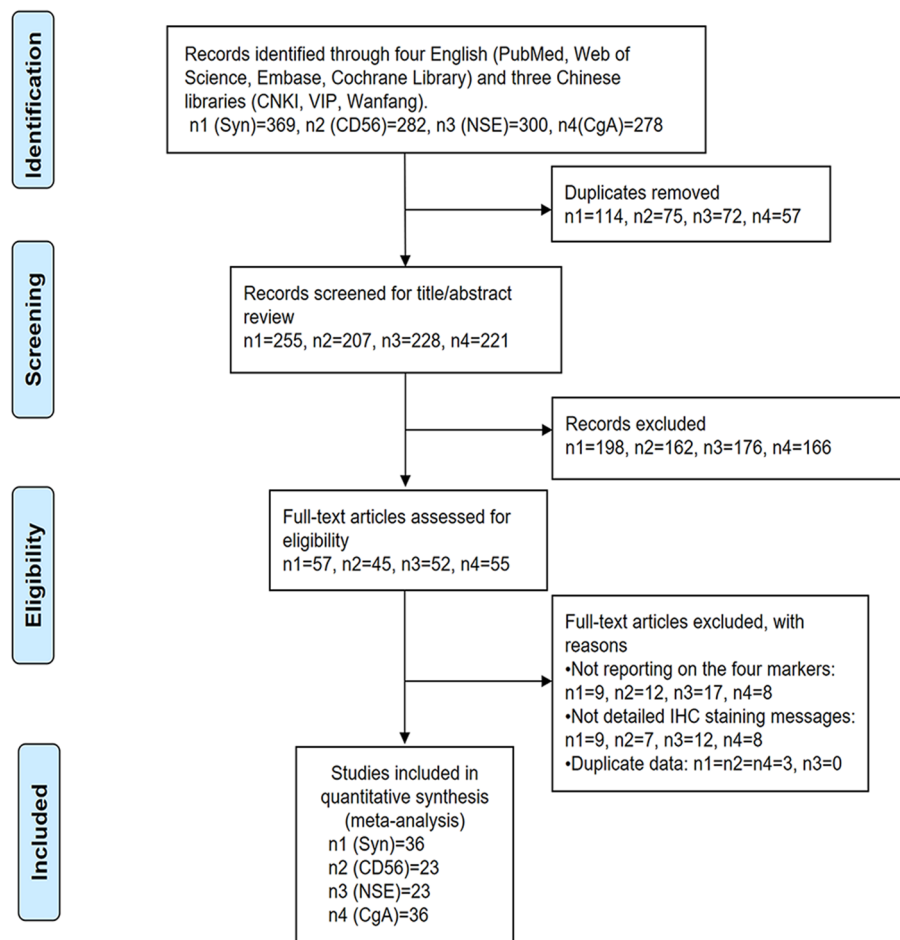 Identification
Records identified through four English (PubMed, Web of
Science, Embase, Cochrane Library) and three Chinese
libraries (CNKI, VIP, Wanfang).
n1 (Syn)=369, n2 (CD56)=282, n3 (NSE)=300, n4(CgA)=278
Duplicates removed
n1=114, n2=75, n3=72, n4=57
Screening
Records screened for title/abstract
review
n1=255, n2=207, n3=228, n4=221
Records excluded
n1=198, n2=162, n3=176, n4=166
Eligibility
Full-text articles assessed for
eligibility
n1=57, n2=45, n3=52, n4=55
Full-text articles excluded, with
reasons
•Not reporting on the four markers:
n1=9, n2=12, n3=17, n4=8
•Not detailed IHC staining messages:
n1=9, n2=7, n3=12, n4=8
•Duplicate data: n1=n2=n4=3, n3=0
Included
Studies included in
quantitative synthesis
(meta-analysis)
n1 (Syn)=36
n2 (CD56)=23
n3 (NSE)=23
n4 (CgA)=36